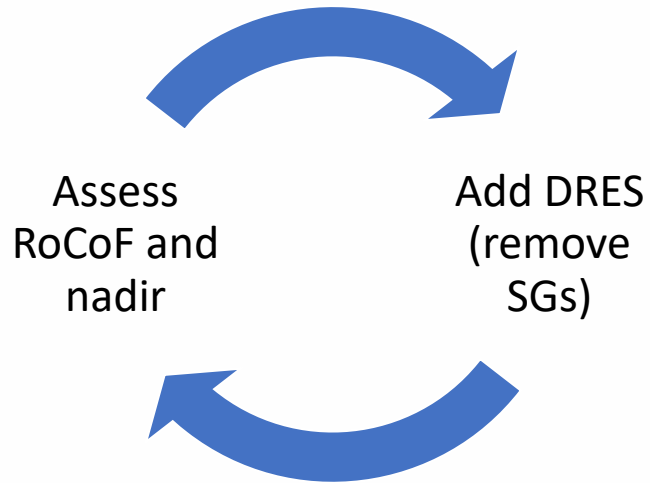 Assess
RoCoF and
nadir
Add DRES
(remove
SGs)